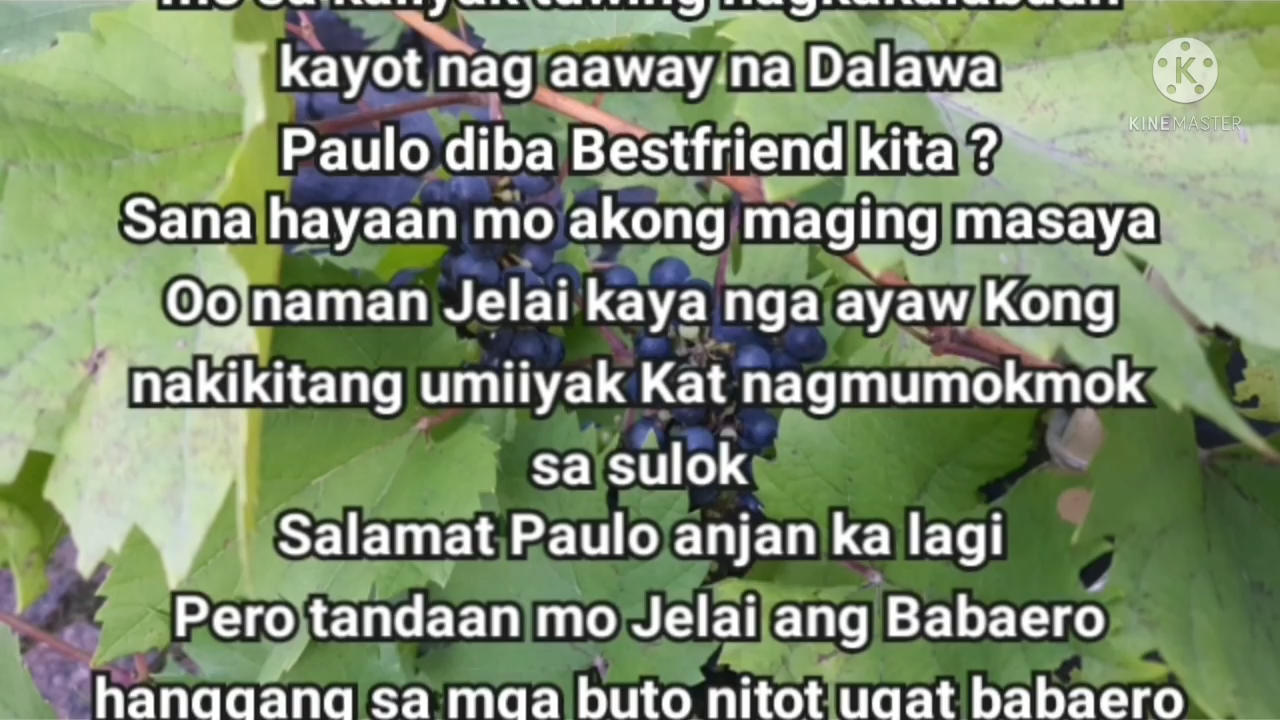 kayot nag aaway na Dalawa
Paulo diba Bestfriend kita ?
Sana hayaan mo akong maging masaya
Oo naman Jelai kaya nga ayaw Kong
nakikitang umiiyak Kat nagmumokmok
sa sulok
Salamat Paulo anjan ka lagi
Pero tandaan mo Jelai ang Babaero
hanggang sa mga buto nitot ugat babaero
K
KINEMASTER